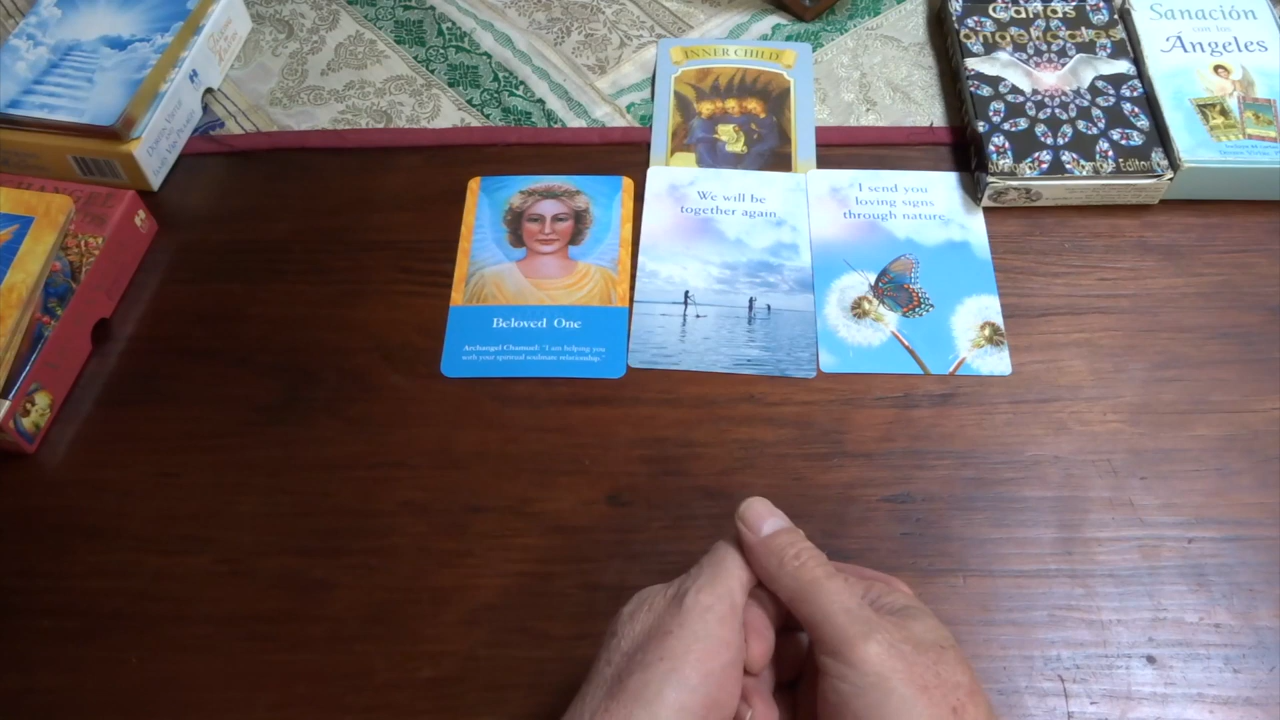 INNER CHILD
Cartas
angelicales
Sanación
con los
Ángeles
We will be
together again
I send you
loving signs
through nature
Beloved One
Archangel Chamuel: "I am helping you
with your spiritual soulmate relationship."